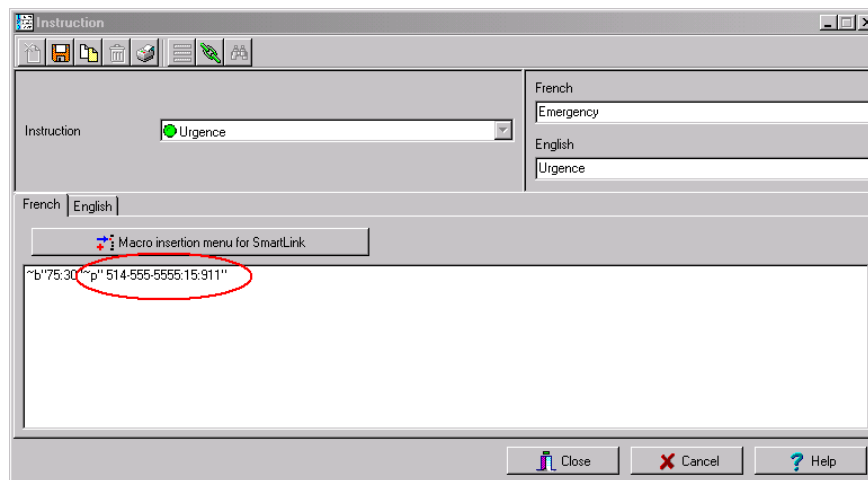 Instruction
French
Emergency
Instruction
Urgence
English
Urgence
French
English
Macro insertion menu for SmartLink
~b"75:30"~p" 514-555-5555:15:911"
Close
Cancel
Help